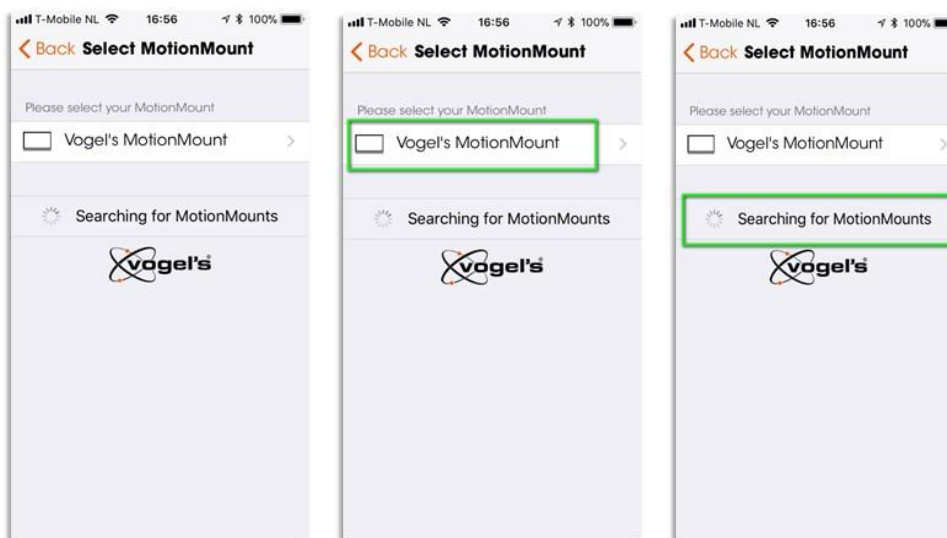 T-Mobile NL 16:56 100%
Back Select MotionMount
Please select your MotionMount
Vogel's MotionMount
Searching for MotionMounts
vogel's
T-Mobile NL 16:56 100%
Back Select MotionMount
Please select your MotionMount
Vogel's MotionMount
Searching for MotionMounts
vogel's
T-Mobile NL 16:56 100%
Back Select MotionMount
Please select your MotionMount
Vogel's MotionMount
Searching for MotionMounts
vogel's